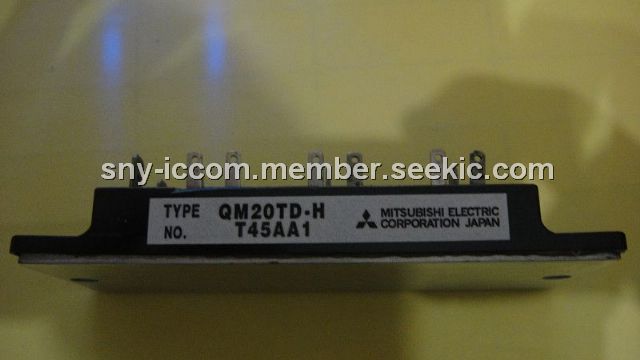 sny-iccom.member.seekic.com
TYPE QM20TD-H
NO. T45AA1
MITSUBISHI ELECTRIC
CORPORATION JAPAN